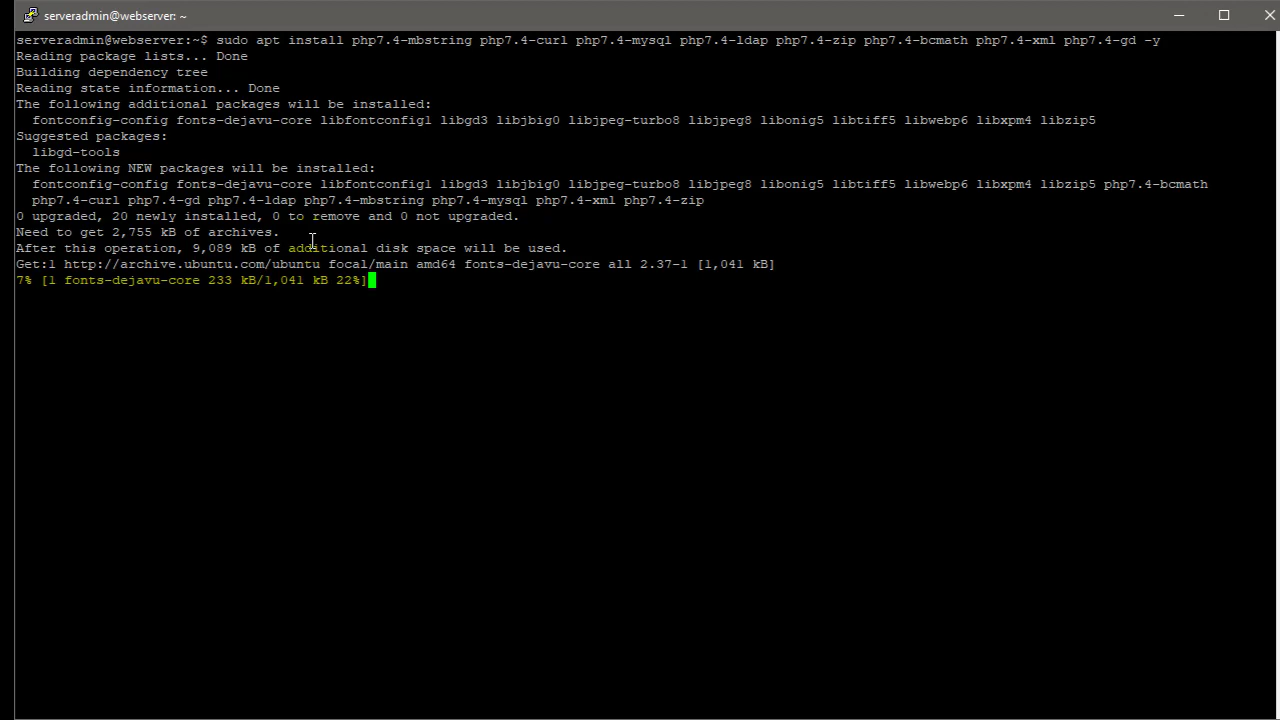 serveradmin@webserver: ~
serveradmin@webserver:~$ sudo apt install php7.4-mbstring php7.4-curl php7.4-mysql php7.4-ldap php7.4-zip php7.4-bcmath php7.4-xml php7.4-gd -y
Reading package lists... Done
Building dependency tree
Reading state information... Done
The following additional packages will be installed:
fontconfig-config fonts-dejavu-core libfontconfig1 libgd3 libjbig0 libjpeg-turbo8 libjpeg8 libonig5 libtiff5 libwebp6 libxpm4 libzip5
Suggested packages:
libgd-tools
The following NEW packages will be installed:
fontconfig-config fonts-dejavu-core libfontconfig1 libgd3 libjbig0 libjpeg-turbo8 libjpeg8 libonig5 libtiff5 libwebp6 libxpm4 libzip5 php7.4-bcmath
php7.4-curl php7.4-gd php7.4-ldap php7.4-mbstring php7.4-mysql php7.4-xml php7.4-zip
0 upgraded, 20 newly installed, 0 to remove and 0 not upgraded.
Need to get 2,755 kB of archives.
After this operation, 9,089 kB of additional disk space will be used.
Get:1 http://archive.ubuntu.com/ubuntu focal/main amd64 fonts-dejavu-core all 2.37-1 [1,041 kB]
7% [1 fonts-dejavu-core 233 kB/1,041 kB 22%]